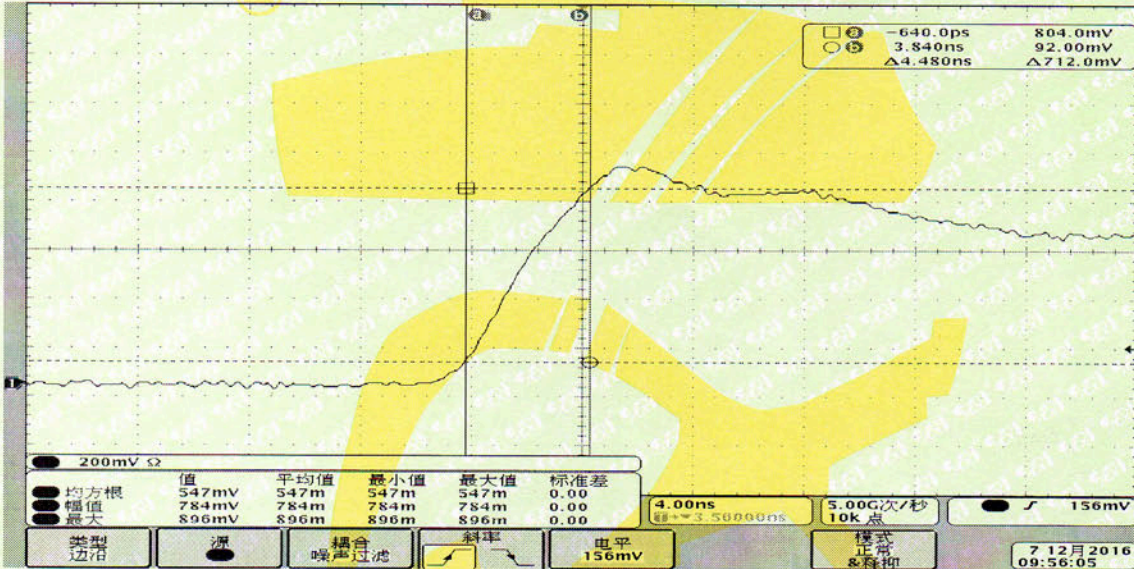 a b
a -640.0ps 804.0mV
b 3.840ns 92.00mV
Δ4.480ns Δ712.0mV
1
200mV Ω
值 平均值 最小值 最大值 标准差
均方根 547mV 547m 547m 547m 0.00
幅值 784mV 784m 784m 784m 0.00
最大 896mV 896m 896m 896m 0.00
4.00ns
3.56000ns
5.00G次/秒
10k 点
156mV
类型
边沿
源
耦合
噪声过滤
斜率
电平
156mV
模式
正常
&释抑
7 12月 2016
09:56:05